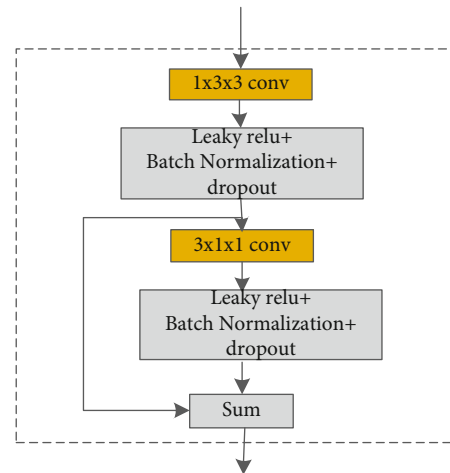 1x3x3 conv
Leaky relu+
Batch Normalization+
dropout
3x1x1 conv
Leaky relu+
Batch Normalization+
dropout
Sum